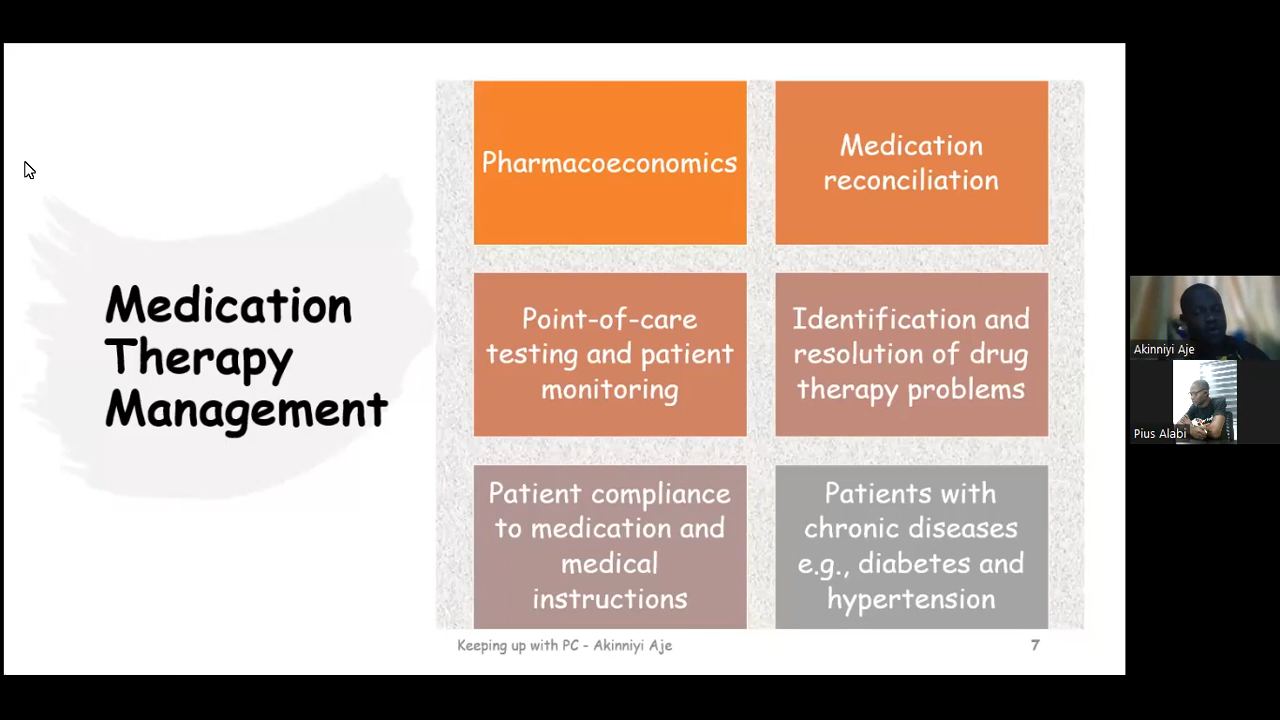 Medication
Therapy
Management
Pharmacoeconomics
Medication
reconciliation
Point-of-care
testing and patient
monitoring
Identification and
resolution of drug
therapy problems
Patient compliance
to medication and
medical
instructions
Patients with
chronic diseases
e.g., diabetes and
hypertension
Keeping up with PC - Akinniyi Aje
7
Akinniyi Aje
Pius Alabi